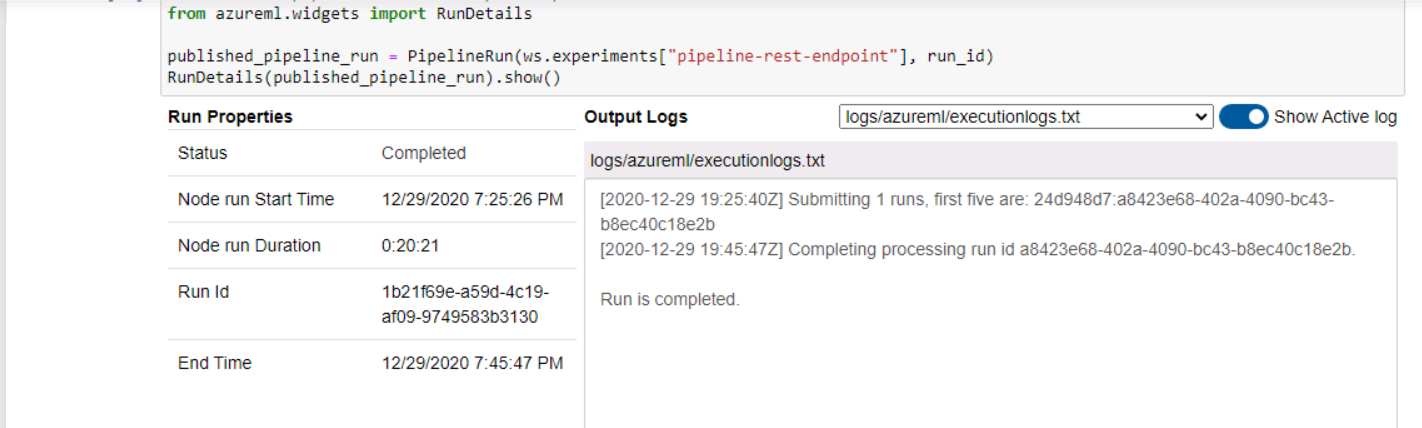 from azureml.widgets import RunDetails
published_pipeline_run = PipelineRun(ws.experiments["pipeline-rest-endpoint"], run_id)
RunDetails(published_pipeline_run).show()
Run Properties
Status Completed
Node run Start Time 12/29/2020 7:25:26 PM
Node run Duration 0:20:21
Run Id 1b21f69e-a59d-4c19-
af09-9749583b3130
End Time 12/29/2020 7:45:47 PM
Output Logs
logs/azureml/executionlogs.txt
Show Active log
logs/azureml/executionlogs.txt
[2020-12-29 19:25:40Z] Submitting 1 runs, first five are: 24d948d7:a8423e68-402a-4090-bc43-
b8ec40c18e2b
[2020-12-29 19:45:47Z] Completing processing run id a8423e68-402a-4090-bc43-b8ec40c18e2b.
Run is completed.